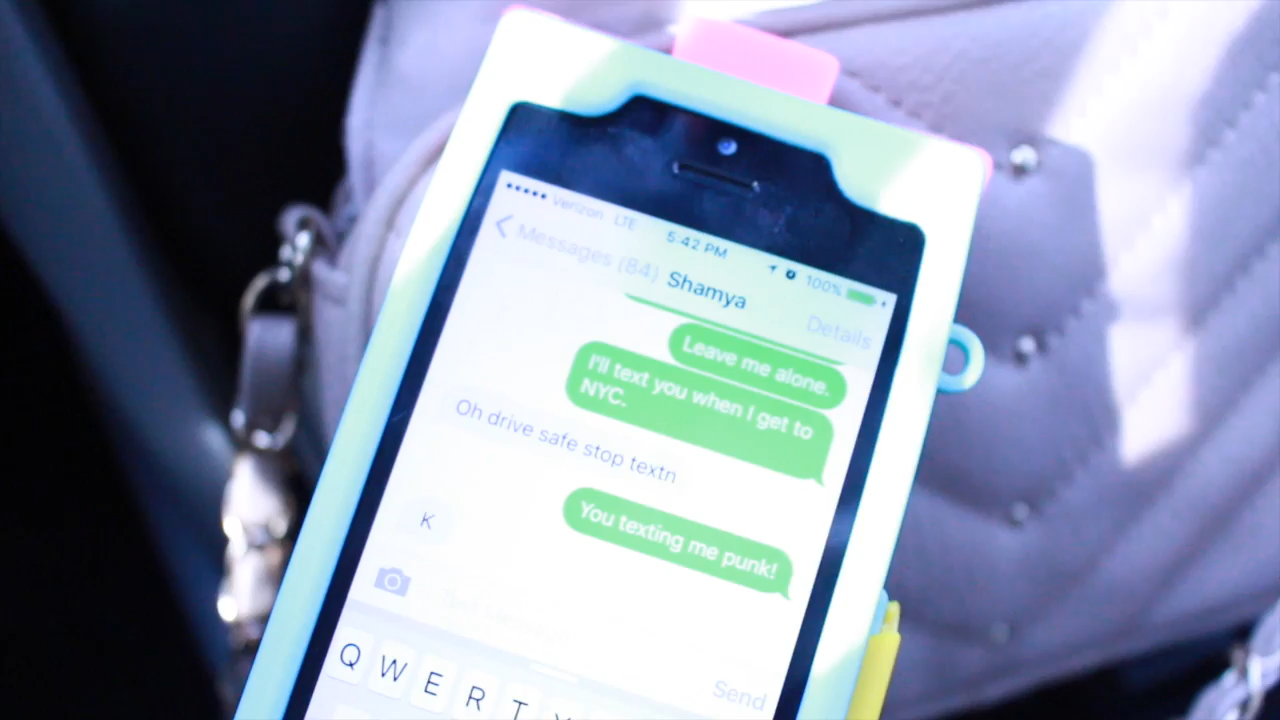 Verizon LTE 5:42 PM 100%
Messages (84) Shamya Details
Leave me alone.
I'll text you when I get to
NYC.
Oh drive safe stop textn
You texting me punk!
K
Send
Q W E R T